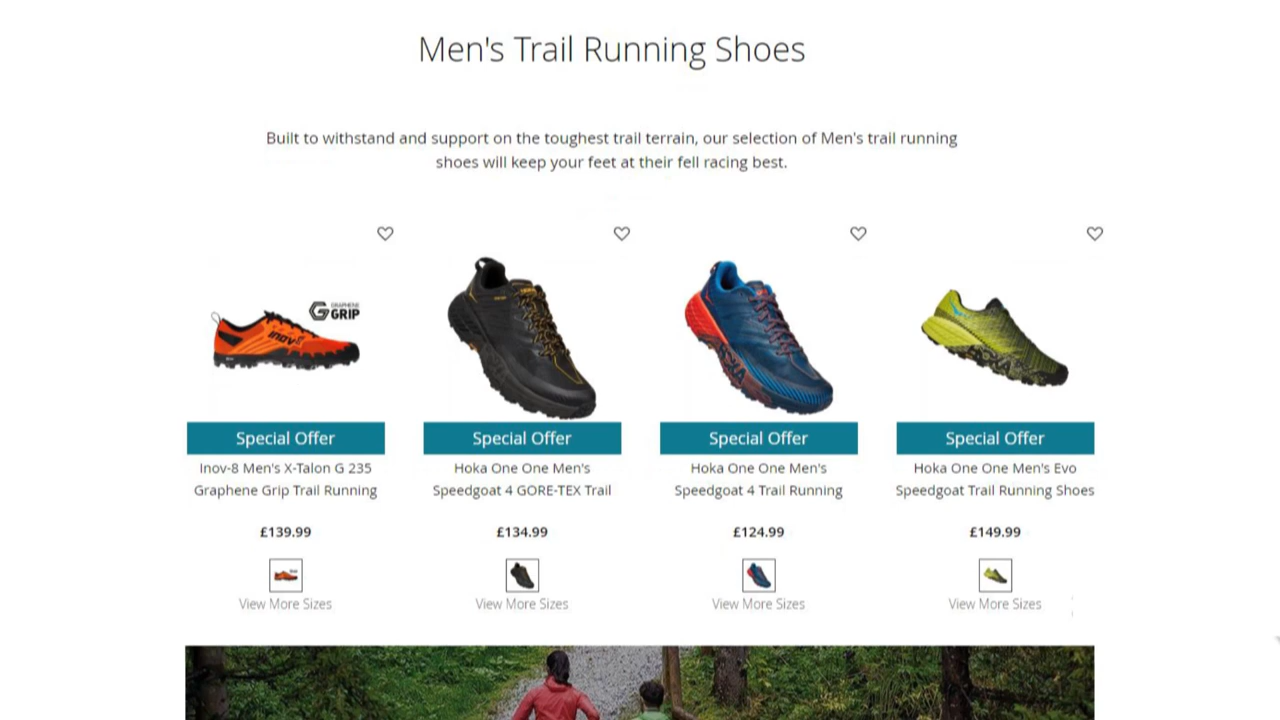 Men's Trail Running Shoes
Built to withstand and support on the toughest trail terrain, our selection of Men's trail running
shoes will keep your feet at their fell racing best.
GRAPHENE
GRIP
inov8
HOKA
Special Offer
Special Offer
Special Offer
Special Offer
Inov-8 Men's X-Talon G 235
Graphene Grip Trail Running
Hoka One One Men's
Speedgoat 4 GORE-TEX Trail
Hoka One One Men's
Speedgoat 4 Trail Running
Hoka One One Men's Evo
Speedgoat Trail Running Shoes
£139.99
£134.99
£124.99
£149.99
View More Sizes
View More Sizes
View More Sizes
View More Sizes